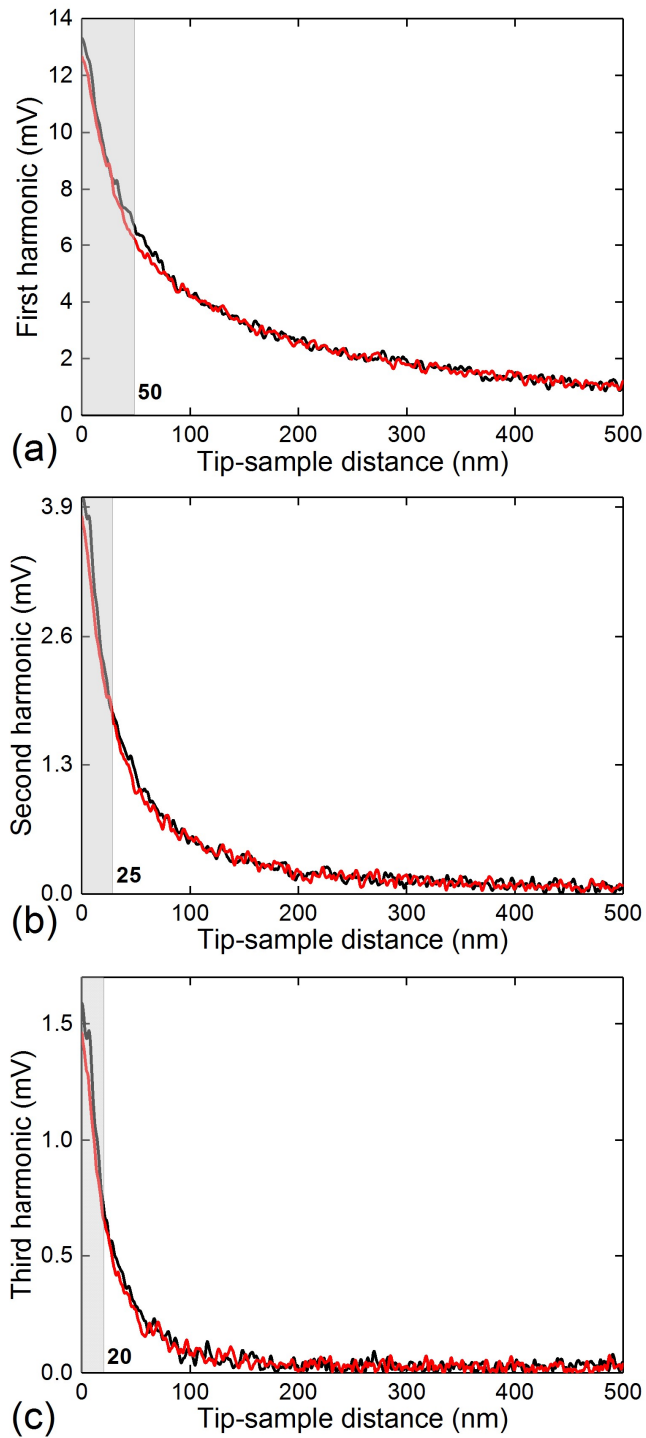 14
12
10
8
6
4
2
0
First harmonic (mV)
50
0 100 200 300 400 500
(a) Tip-sample distance (nm)
3.9
2.6
1.3
0.0
Second harmonic (mV)
25
0 100 200 300 400 500
(b) Tip-sample distance (nm)
1.5
1.0
0.5
0.0
Third harmonic (mV)
20
0 100 200 300 400 500
(c) Tip-sample distance (nm)